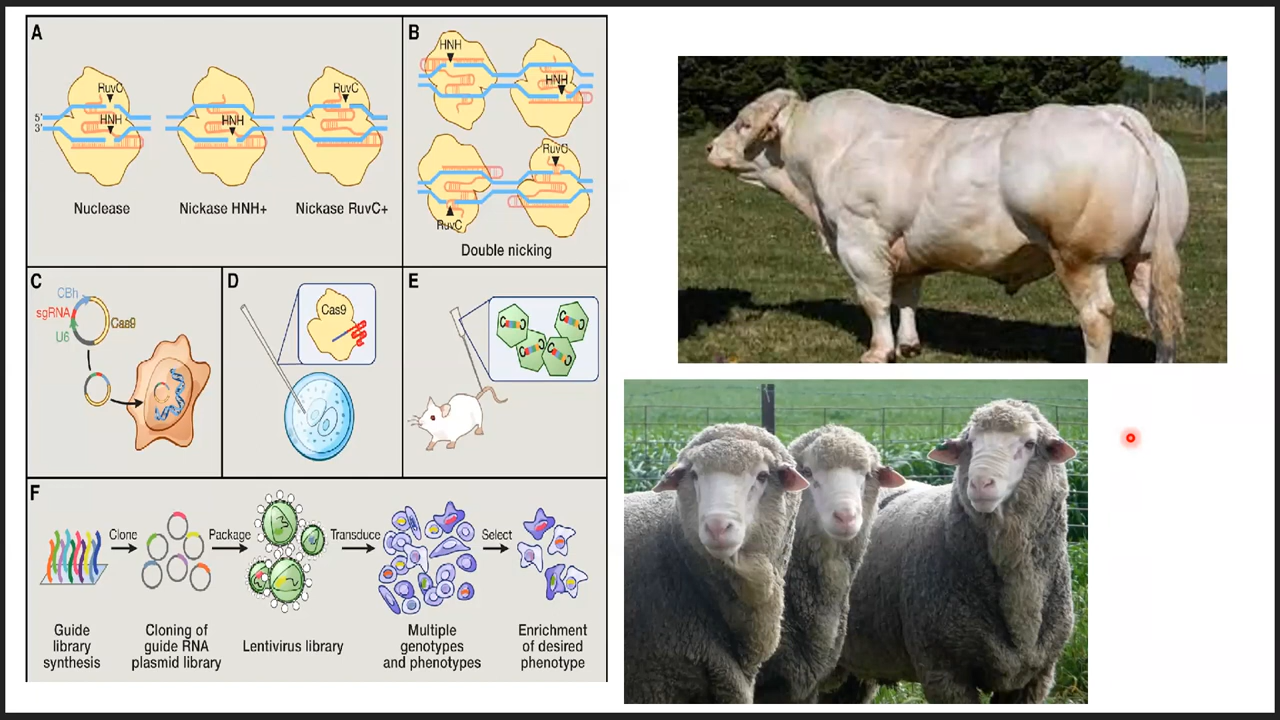 A
RuvC
HNH
5'
3'
Nuclease
HNH
Nickase HNH+
RuvC
Nickase RuvC+
B
HNH
HNH
RuvC
RuvC
Double nicking
C
CBh
sgRNA
U6
Cas9
D
Cas9
E
F
Clone
Package
Transduce
Select
Guide
library
synthesis
Cloning of
guide RNA
plasmid library
Lentivirus library
Multiple
genotypes
and phenotypes
Enrichment
of desired
phenotype